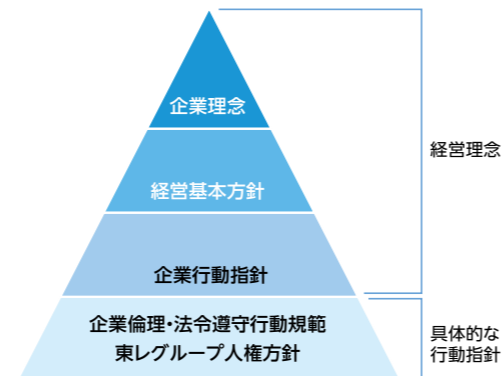 企業理念
経営理念
経営基本方針
企業行動指針
企業倫理・法令遵守行動規範
東レグループ人権方針
具体的な
行動指針